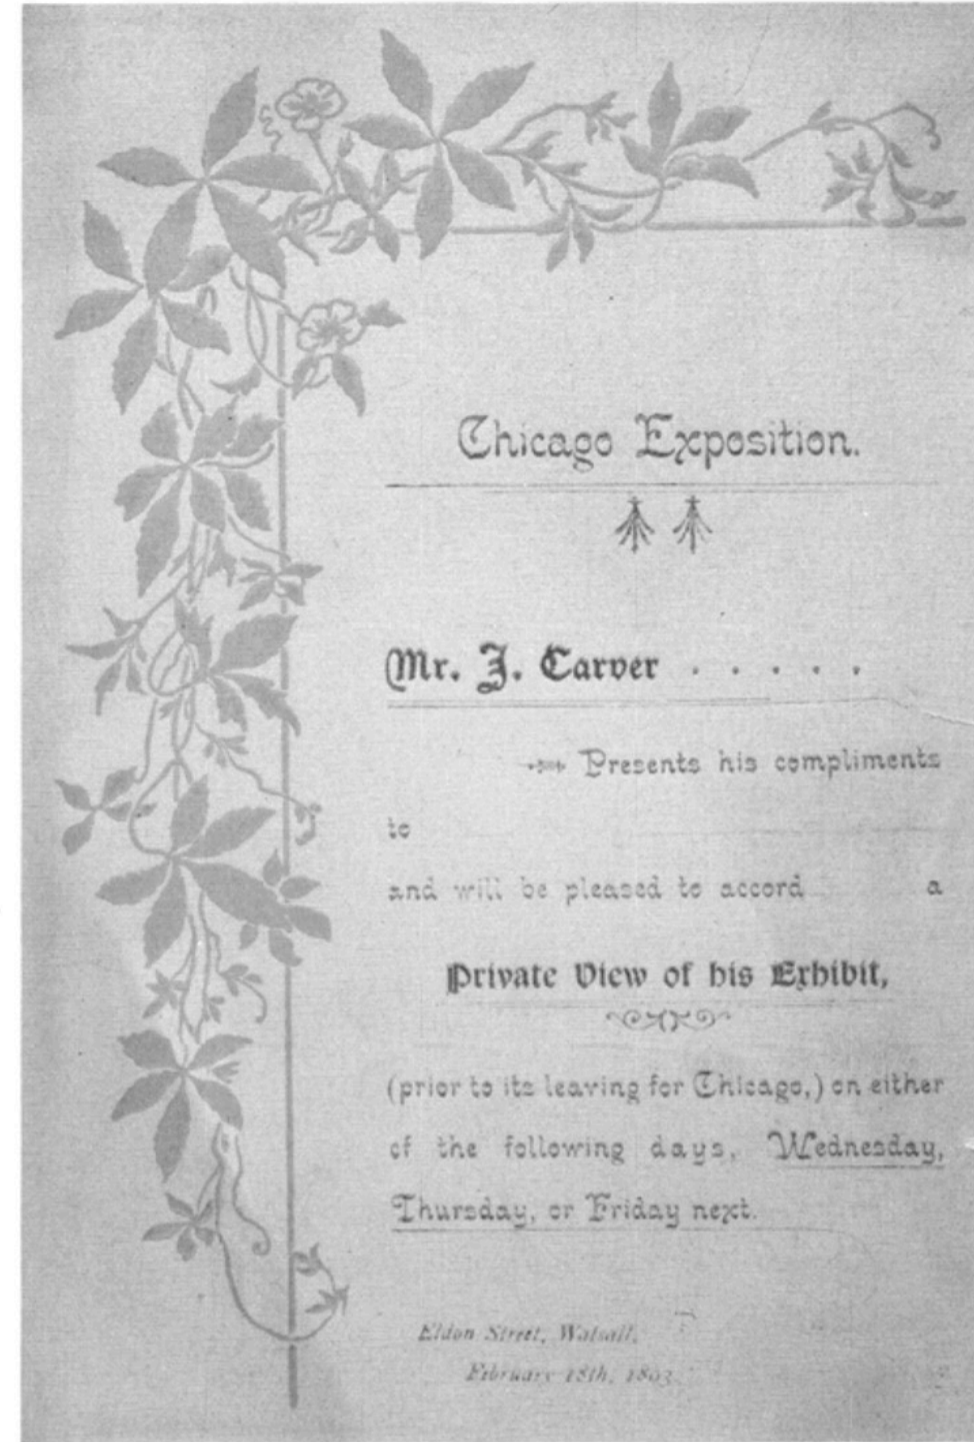 Chicago Exposition.
Mr. J. Carver . . . . .
Presents his compliments
to
and will be pleased to accord a
Private View of his Exhibit,
(prior to its leaving for Chicago,) on either
of the following days, Wednesday,
Thursday, or Friday next.
Eldon Street, Walsall,
February 18th, 1893.